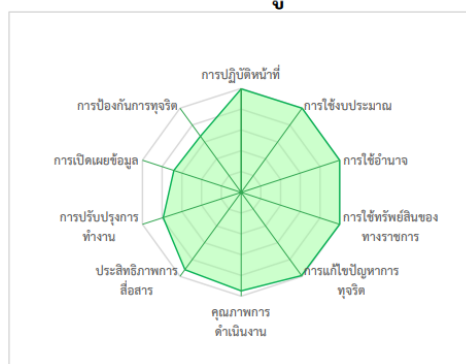 การปฏิบัติหน้าที่
การใช้งบประมาณ
การใช้อำนาจ
การใช้ทรัพย์สินของ
ทางราชการ
การแก้ไขปัญหาการ
ทุจริต
คุณภาพการ
ดำเนินงาน
ประสิทธิภาพการ
สื่อสาร
การปรับปรุงการ
ทำงาน
การเปิดเผยข้อมูล
การป้องกันการทุจริต